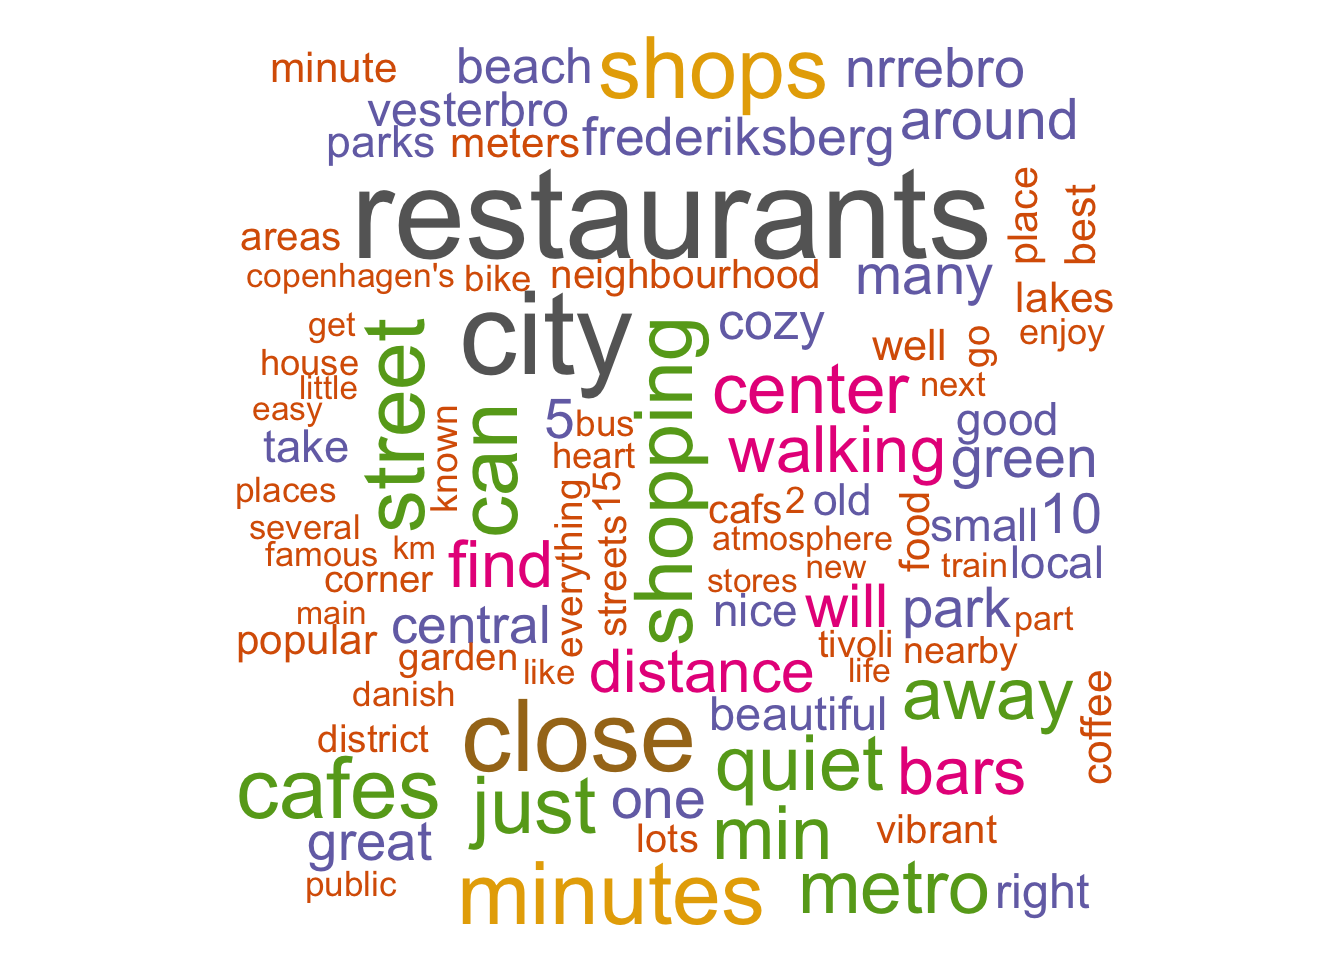 minute
beach
shops
nrrebro
vesterbro
around
parks
meters
frederiksberg
restaurants
place
best
areas
copenhagen's
bike
neighbourhood
many
lakes
get
street
city
shopping
cozy
well
go
enjoy
house
little
center
next
easy
known
can
5
bus
good
take
heart
walking
green
places
everything
15
cafs
2
old
food
small
10
several
famous
km
streets
atmosphere
corner
find
stores
new
train
local
main
popular
central
nice
will
park
part
garden
like
distance
tivoli
life
nearby
danish
close
beautiful
away
coffee
district
cafes
just
one
quiet
bars
great
lots
min
vibrant
public
minutes
metro
right